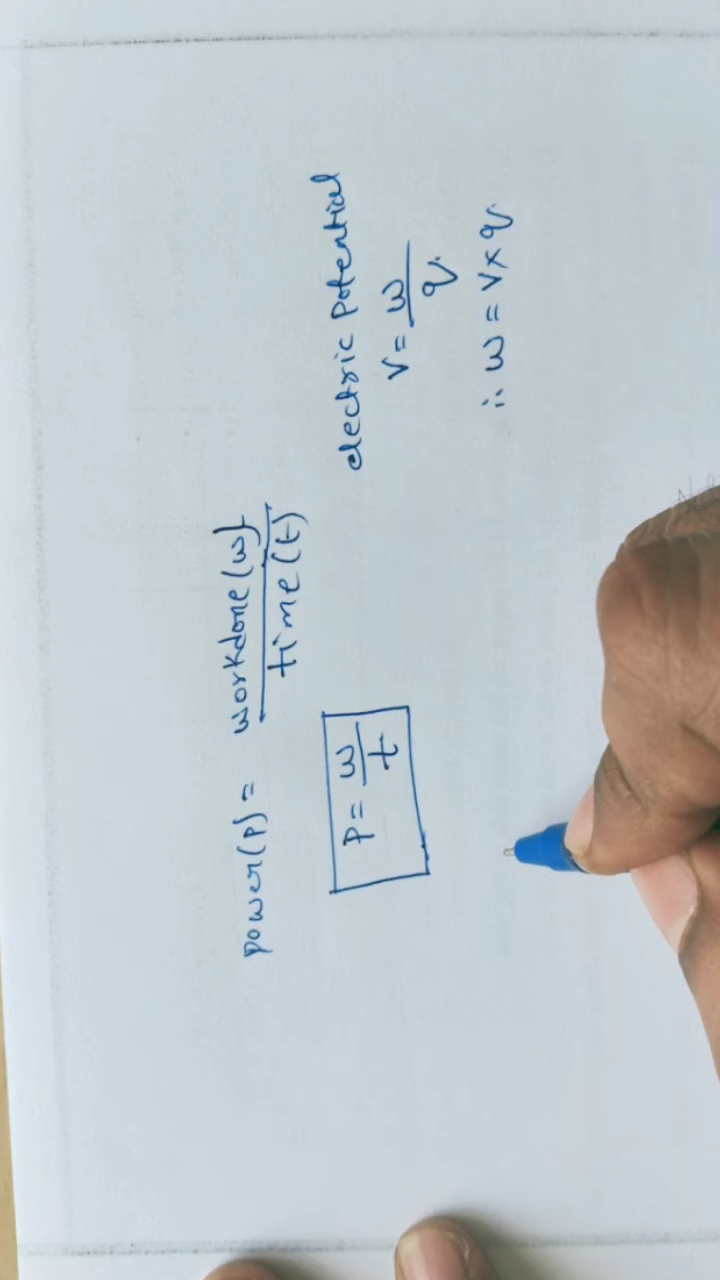 power(P) = workdone(w) / time(t)
P = w / t
electric potential
V = w / q
∴ w = V × q